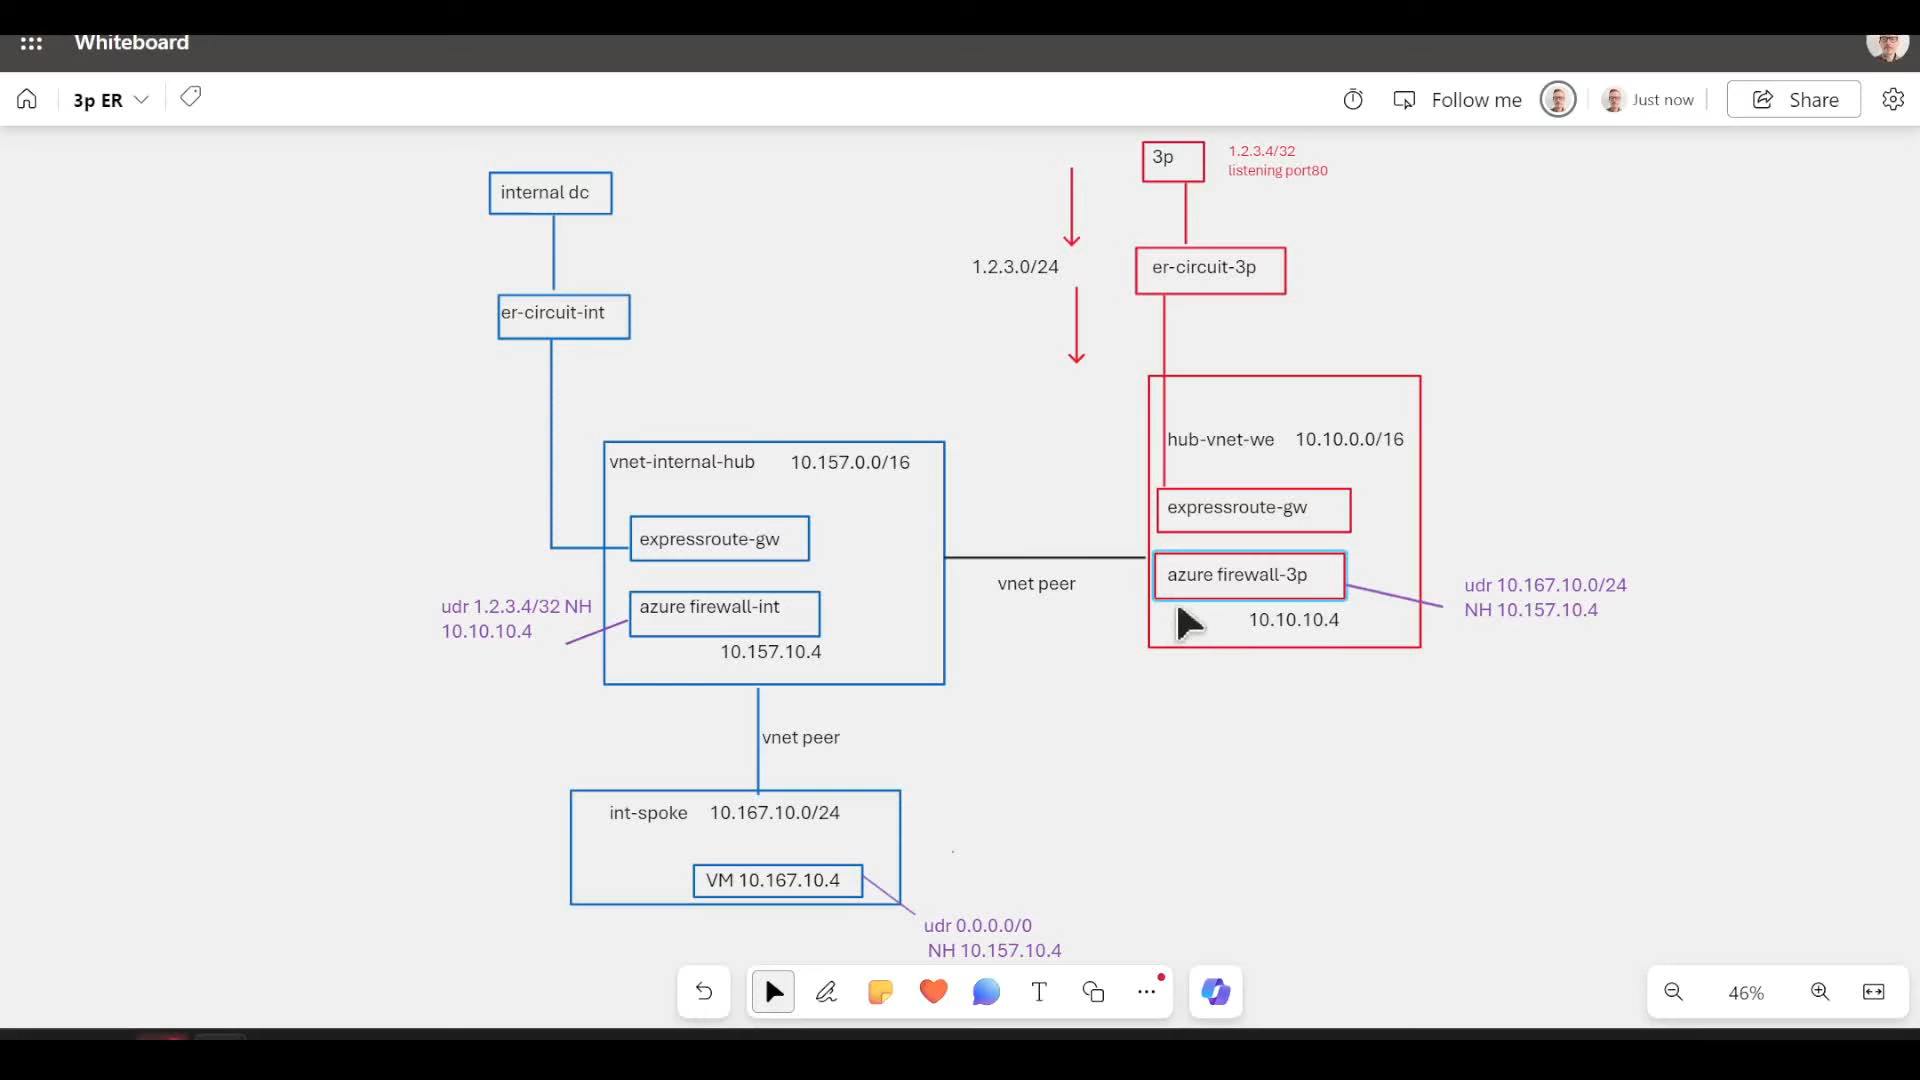 Whiteboard
3p ER
Follow me
Just now
Share
3p
1.2.3.4/32
listening port80
internal dc
1.2.3.0/24
er-circuit-3p
er-circuit-int
hub-vnet-we 10.10.0.0/16
vnet-internal-hub 10.157.0.0/16
expressroute-gw
expressroute-gw
vnet peer
azure firewall-3p
10.10.10.4
udr 10.167.10.0/24
NH 10.157.10.4
udr 1.2.3.4/32 NH
10.10.10.4
azure firewall-int
10.157.10.4
vnet peer
int-spoke 10.167.10.0/24
VM 10.167.10.4
udr 0.0.0.0/0
NH 10.157.10.4
46%